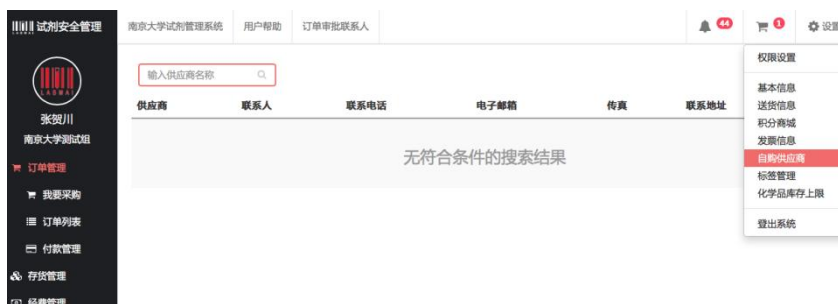 试剂安全管理 南京大学试剂管理系统 用户帮助 订单审批联系人 44 1 设置
输入供应商名称
供应商 联系人 联系电话 电子邮箱 传真 联系地址
无符合条件的搜索结果
LABMAI
张贺川
南京大学测试组
订单管理
我要采购
订单列表
付款管理
存货管理
经费管理
权限设置
基本信息
送货信息
积分商城
发票信息
自购供应商
标签管理
化学品库存上限
登出系统